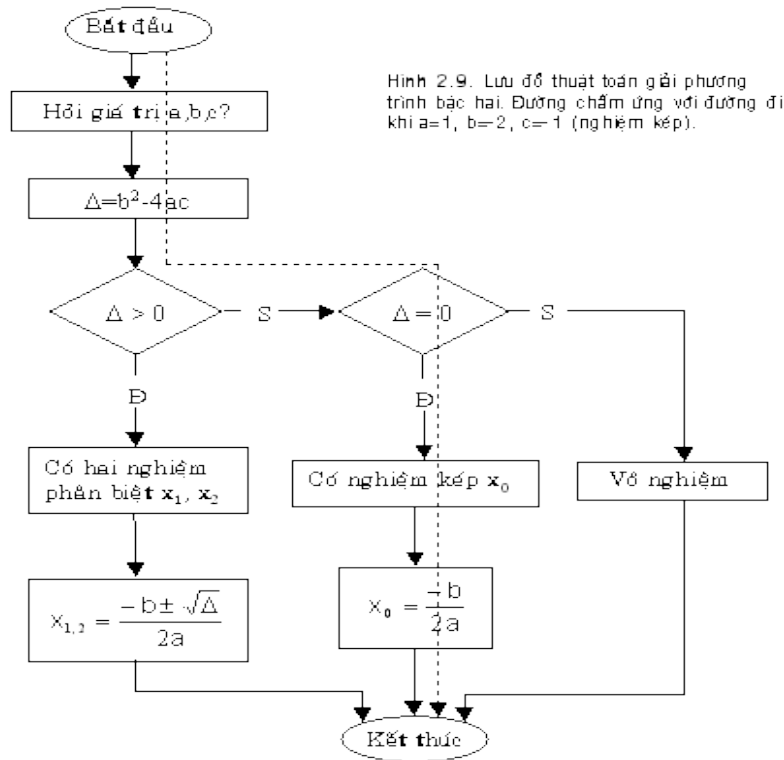 Bắt đầu
Hình 2.9. Lưu đồ thuật toán giải phương
trình bậc hai. Đường chấm ứng với đường đi
khi a=1, b=-2, c=-1 (nghiệm kép).
Hỏi giá trị a,b,c?
Δ=b²-4ac
Δ > 0
S
Δ = 0
S
Đ
Đ
Có hai nghiệm
phân biệt x₁, x₂
Có nghiệm kép x₀
Vô nghiệm
x₁,₂ = (-b ± √Δ) / 2a
x₀ = -b / 2a
Kết thúc